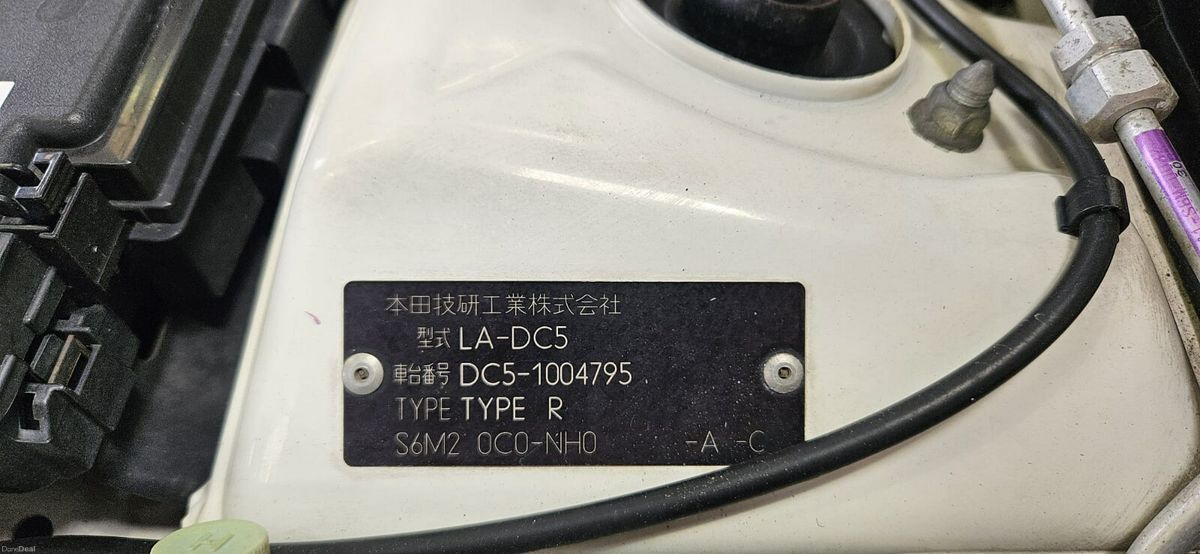 本田技研工業株式会社
型式 LA-DC5
車台番号 DC5-1004795
TYPE TYPE R
S6M2 0C0-NH0 -A -C
H
DoneDeal